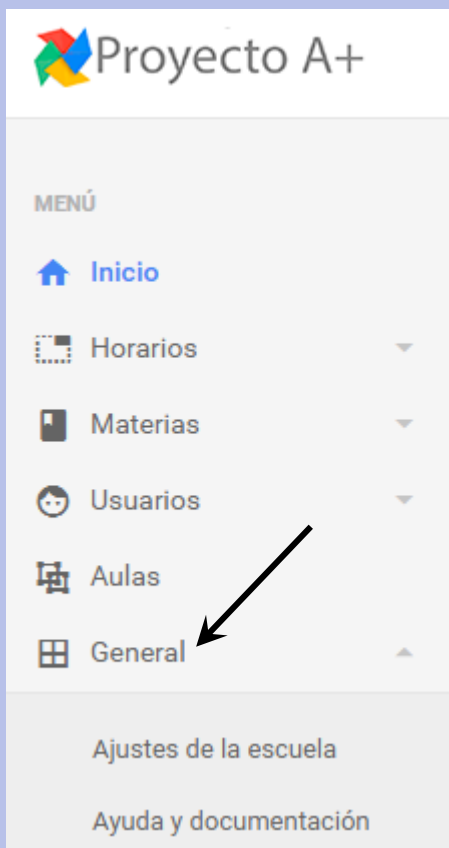 Proyecto A+
MENÚ
Inicio
Horarios
Materias
Usuarios
Aulas
General
Ajustes de la escuela
Ayuda y documentación